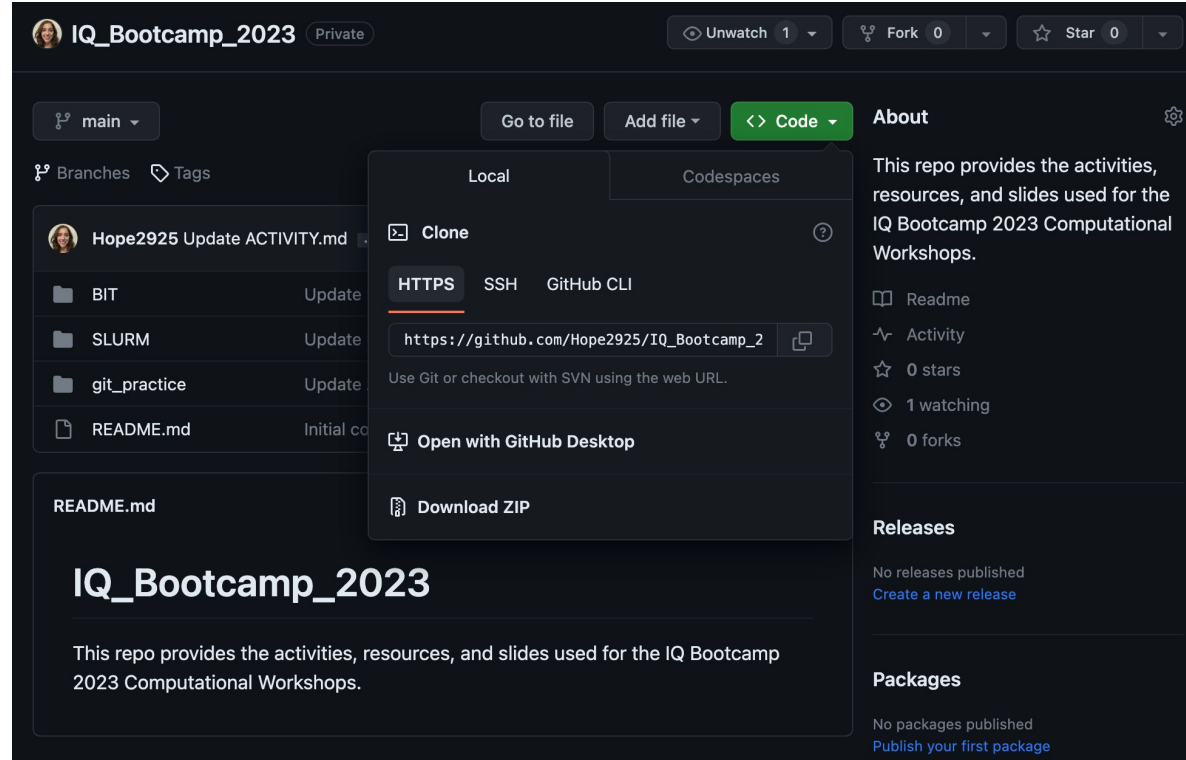 IQ_Bootcamp_2023 Private
Unwatch 1
Fork 0
Star 0
main
Go to file
Add file
<> Code
Branches
Tags
Hope2925 Update ACTIVITY.md
BIT Update
SLURM Update
git_practice Update
README.md Initial
Local
Codespaces
Clone
HTTPS
SSH
GitHub CLI
https://github.com/Hope2925/IQ_Bootcamp_2
Use Git or checkout with SVN using the web URL.
Open with GitHub Desktop
Download ZIP
README.md
IQ_Bootcamp_2023
This repo provides the activities, resources, and slides used for the IQ Bootcamp
2023 Computational Workshops.
About
This repo provides the activities,
resources, and slides used for the
IQ Bootcamp 2023 Computational
Workshops.
Readme
Activity
0 stars
1 watching
0 forks
Releases
No releases published
Create a new release
Packages
No packages published
Publish your first package